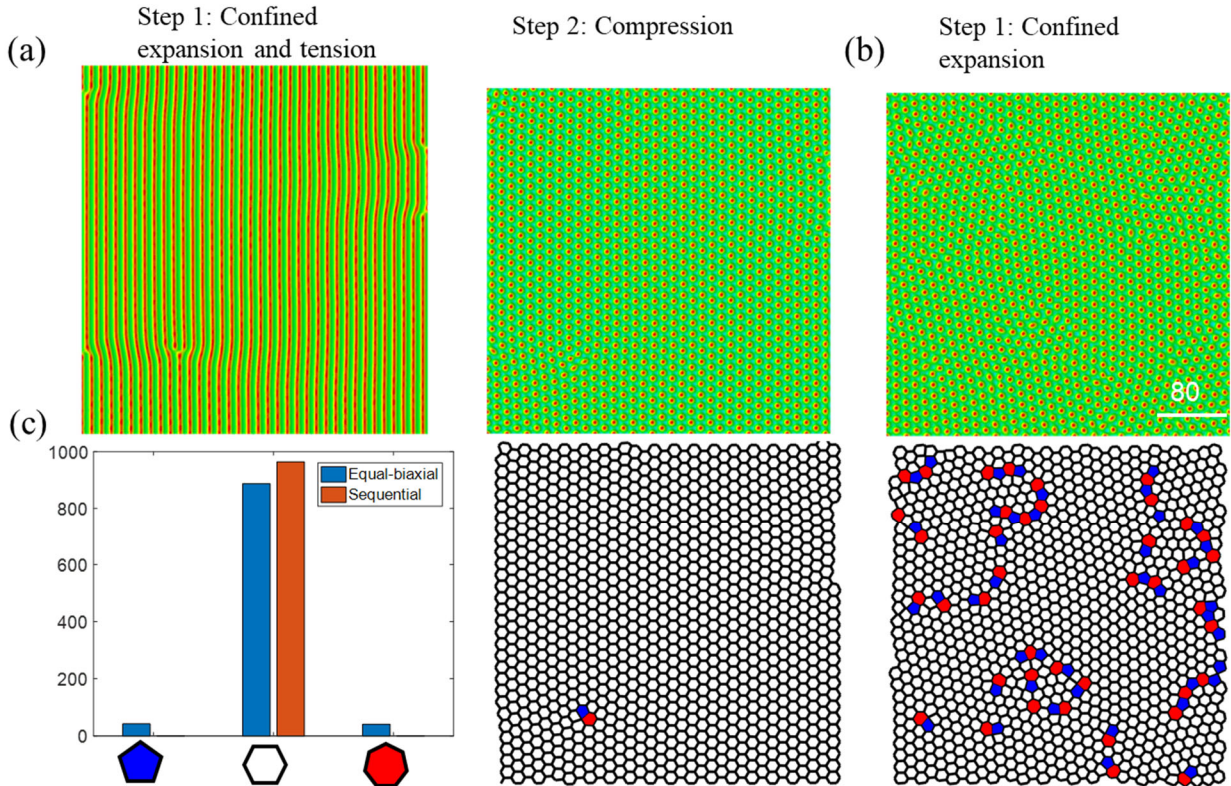 Step 1: Confined
expansion and tension
Step 2: Compression
Step 1: Confined
expansion
(a)
(b)
80
(c)
1000
800
600
400
200
0
Equal-biaxial
Sequential